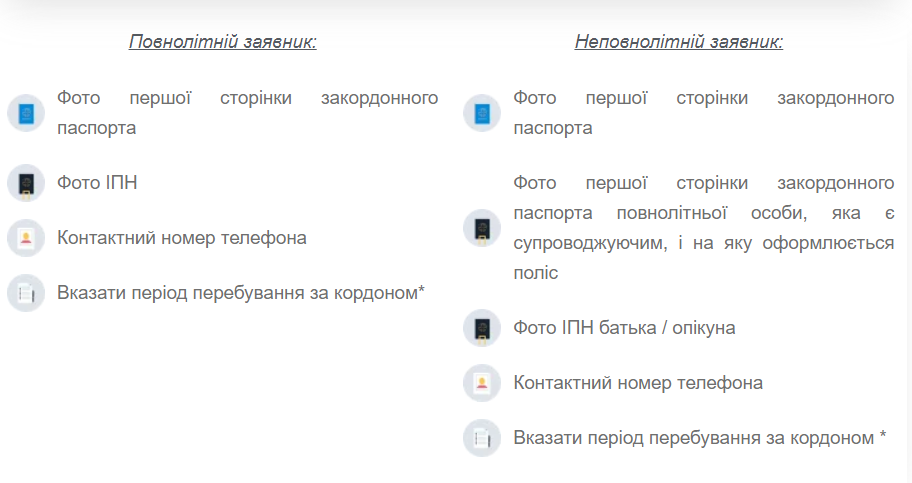 Повнолітній заявник:
Фото першої сторінки закордонного
паспорта
Фото ІПН
Контактний номер телефона
Вказати період перебування за кордоном*
Неповнолітній заявник:
Фото першої сторінки закордонного
паспорта
Фото першої сторінки закордонного
паспорта повнолітньої особи, яка є
супроводжуючим, і на яку оформлюється
поліс
Фото ІПН батька / опікуна
Контактний номер телефона
Вказати період перебування за кордоном *